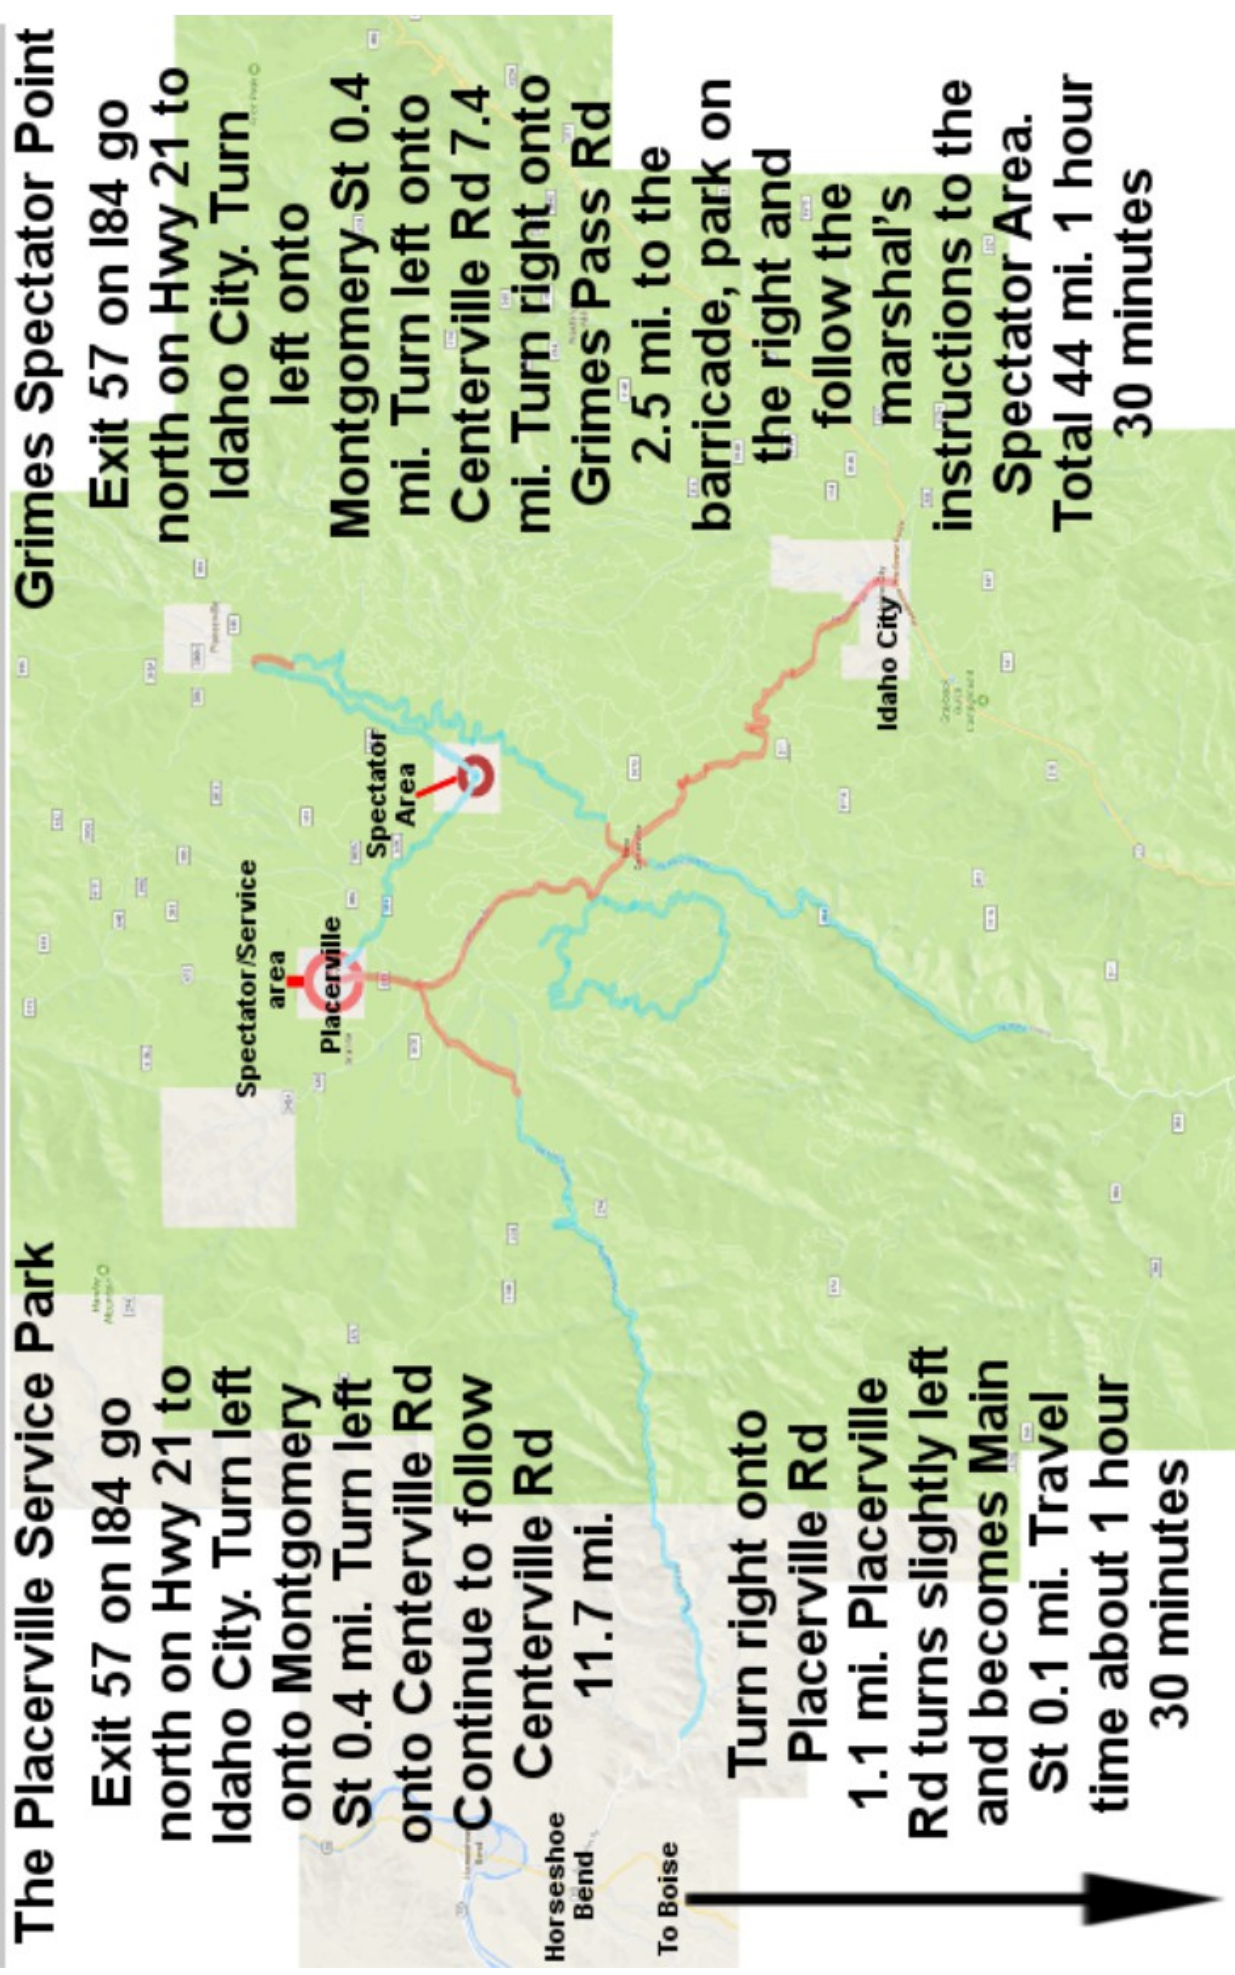 The Placerville Service Park
Exit 57 on I84 go
north on Hwy 21 to
Idaho City. Turn left
onto Montgomery
St 0.4 mi. Turn left
onto Centerville Rd
Continue to follow
Centerville Rd
11.7 mi.
Turn right onto
Placerville Rd
1.1 mi. Placerville
Rd turns slightly left
and becomes Main
St 0.1 mi. Travel
time about 1 hour
30 minutes
Grimes Spectator Point
Exit 57 on I84 go
north on Hwy 21 to
Idaho City. Turn
left onto
Montgomery St 0.4
mi. Turn left onto
Centerville Rd 7.4
mi. Turn right onto
Grimes Pass Rd
2.5 mi. to the
barricade, park on
the right and
follow the
marshal's
instructions to the
Spectator Area.
Total 44 mi. 1 hour
30 minutes
Spectator/Service
area
Placerville
Spectator
Area
Idaho City
Horseshoe
Bend
To Boise